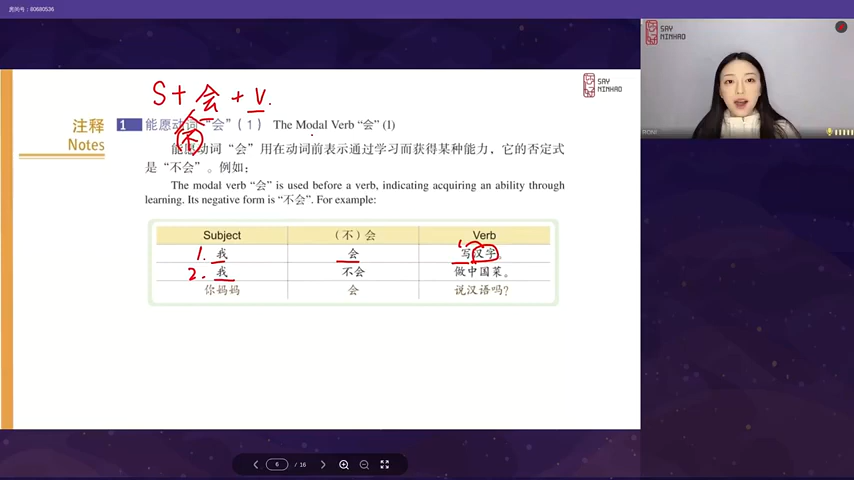 房间号: 80680536
SAY
NINHAO
SAY
NINHAO
S+会+V.
不
注释
Notes
1 能愿动词“会”(1) The Modal Verb “会” (1)
能愿动词“会”用在动词前表示通过学习而获得某种能力,它的否定式
是“不会”。例如:
The modal verb “会” is used before a verb, indicating acquiring an ability through
learning. Its negative form is “不会”. For example:
Subject (不)会 Verb
1. 我 会 写汉字。
2. 我 不会 做中国菜。
你妈妈 会 说汉语吗?
6 / 16